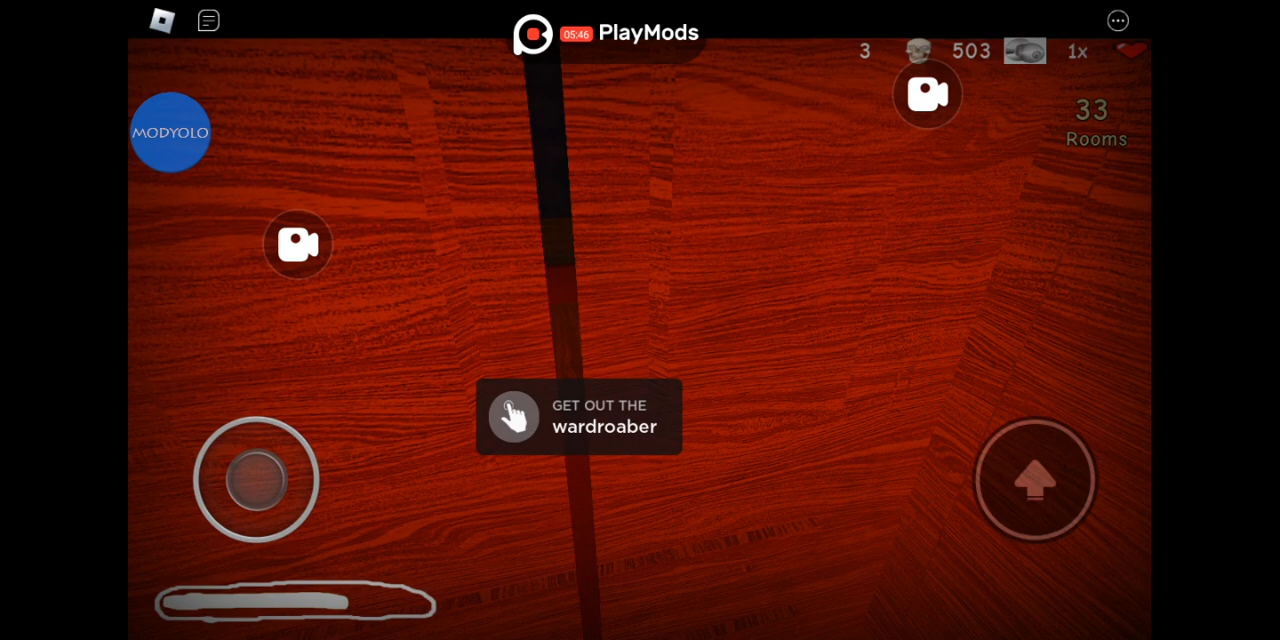 05:46 PlayMods
3 503 1x
MODYOLO
33
Rooms
GET OUT THE
wardroaber